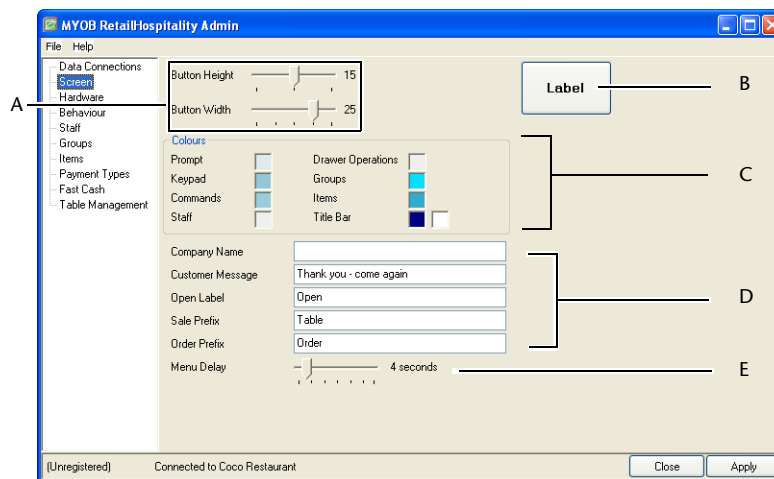 MYOB RetailHospitality Admin
File Help
Data Connections
Screen
Hardware
Behaviour
Staff
Groups
Items
Payment Types
Fast Cash
Table Management
A
Button Height 15
Button Width 25
Label
B
Colours
Prompt Drawer Operations
Keypad Groups
Commands Items
Staff Title Bar
C
Company Name
Customer Message Thank you - come again
Open Label Open
Sale Prefix Table
Order Prefix Order
D
Menu Delay 4 seconds
E
(Unregistered) Connected to Coco Restaurant Close Apply